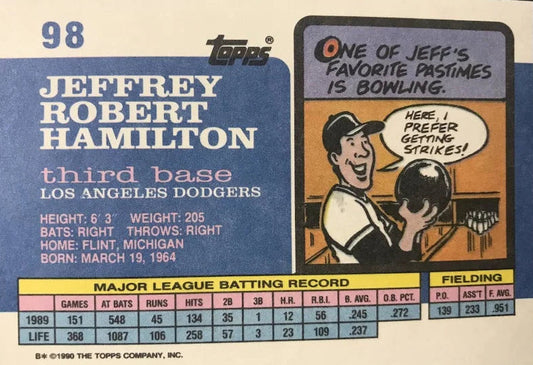 98
Topps®
JEFFREY
ROBERT
HAMILTON
third base
LOS ANGELES DODGERS
HEIGHT: 6' 3" WEIGHT: 205
BATS: RIGHT THROWS: RIGHT
HOME: FLINT, MICHIGAN
BORN: MARCH 19, 1964
ONE OF JEFF'S
FAVORITE PASTIMES
IS BOWLING.
HERE, I
PREFER
GETTING
STRIKES!
MAJOR LEAGUE BATTING RECORD FIELDING
GAMES AT BATS RUNS HITS 2B 3B H.R. R.B.I. B. AVG. O.B. PCT. P.O. ASS'T F. AVG.
1989 151 548 45 134 35 1 12 56 .245 .272 139 233 .951
LIFE 368 1087 106 258 57 3 23 109 .237
B* ©1990 THE TOPPS COMPANY, INC.